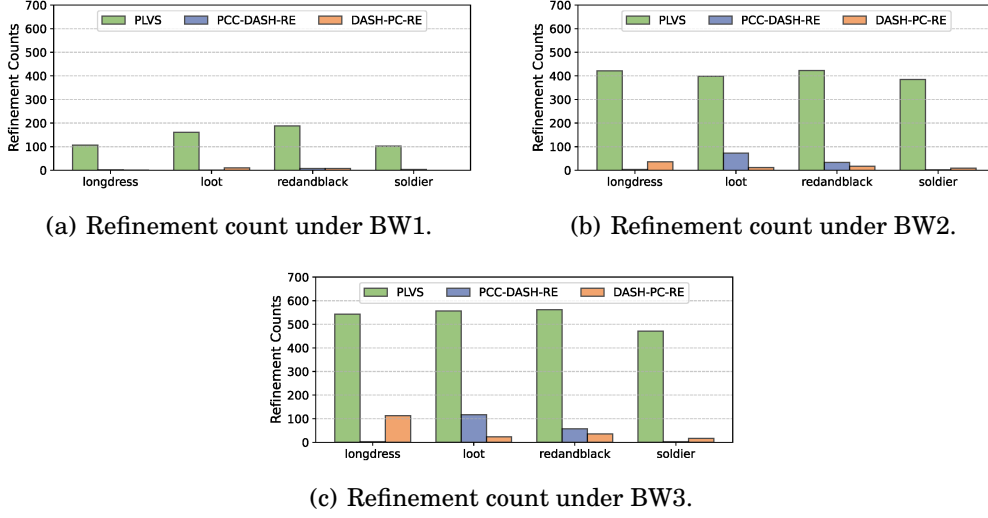 700
600
500
400
300
200
100
0
Refinement Counts
PLVS PCC-DASH-RE DASH-PC-RE
longdress loot redandblack soldier
(a) Refinement count under BW1.
700
600
500
400
300
200
100
0
Refinement Counts
PLVS PCC-DASH-RE DASH-PC-RE
longdress loot redandblack soldier
(b) Refinement count under BW2.
700
600
500
400
300
200
100
0
Refinement Counts
PLVS PCC-DASH-RE DASH-PC-RE
longdress loot redandblack soldier
(c) Refinement count under BW3.